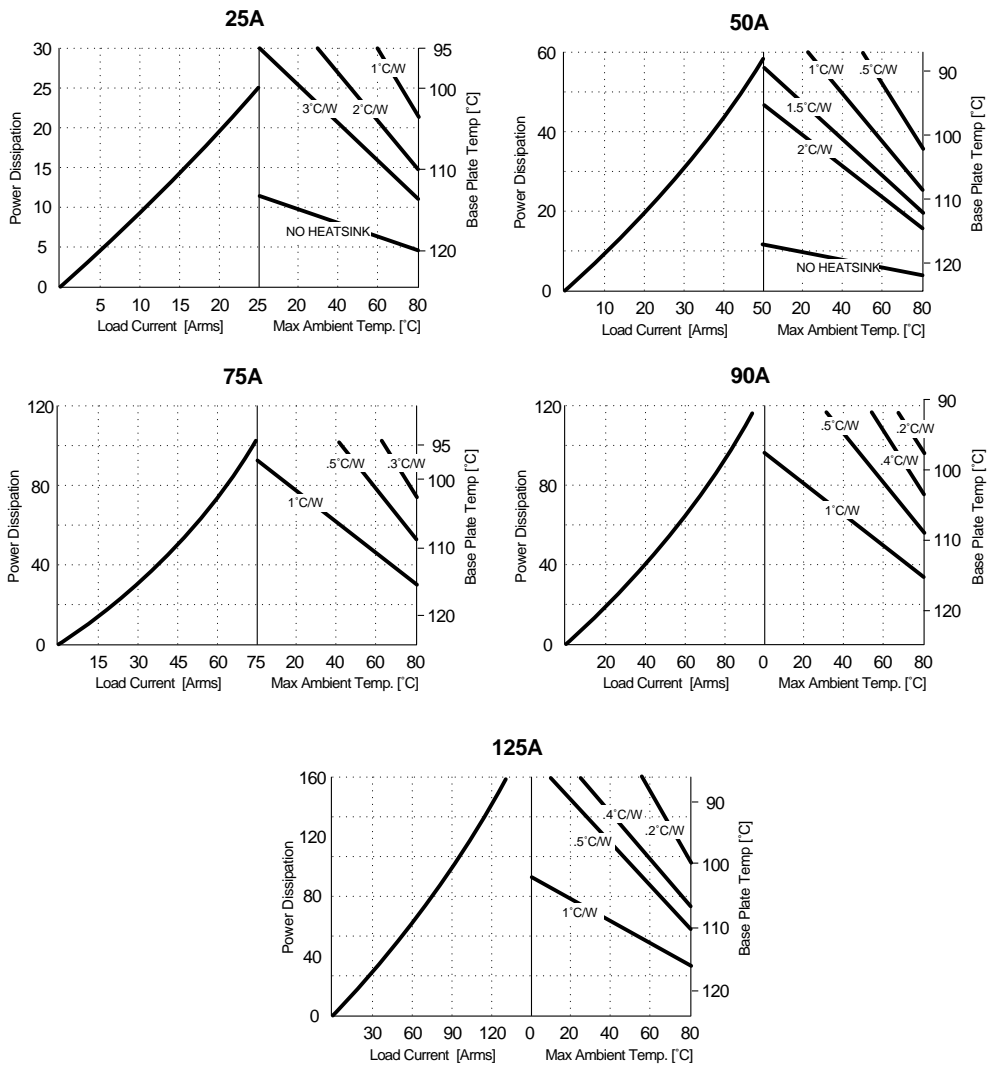 25A
30
25
20
15
10
5
0
Power Dissipation
5 10 15 20 25 20 40 60 80
Load Current [Arms]
Max Ambient Temp. [˚C]
1˚C/W
2˚C/W
3˚C/W
NO HEATSINK
95
100
110
120
Base Plate Temp [˚C]
50A
60
40
20
0
Power Dissipation
10 20 30 40 50 20 40 60 80
Load Current [Arms]
Max Ambient Temp. [˚C]
.5˚C/W
1˚C/W
1.5˚C/W
2˚C/W
NO HEATSINK
90
100
110
120
Base Plate Temp [˚C]
75A
120
80
40
0
Power Dissipation
15 30 45 60 75 20 40 60 80
Load Current [Arms]
Max Ambient Temp. [˚C]
.3˚C/W
.5˚C/W
1˚C/W
95
100
110
120
Base Plate Temp [˚C]
90A
120
80
40
0
Power Dissipation
20 40 60 80 0 20 40 60 80
Load Current [Arms]
Max Ambient Temp. [˚C]
.2˚C/W
.5˚C/W
.4˚C/W
1˚C/W
90
100
110
120
Base Plate Temp [˚C]
125A
160
120
80
40
0
Power Dissipation
30 60 90 120 0 20 40 60 80
Load Current [Arms]
Max Ambient Temp. [˚C]
.4˚C/W
.2˚C/W
.5˚C/W
1˚C/W
90
100
110
120
Base Plate Temp [˚C]